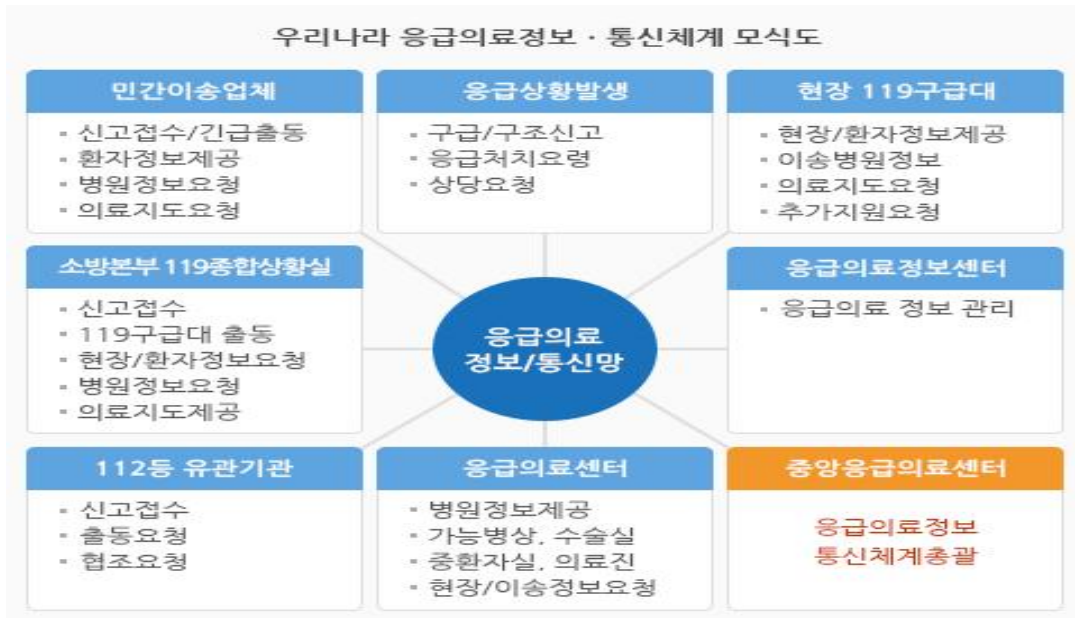 우리나라 응급의료정보 · 통신체계 모식도
민간이송업체
▪ 신고접수/긴급출동
▪ 환자정보제공
▪ 병원정보요청
▪ 의료지도요청
응급상황발생
▪ 구급/구조신고
▪ 응급처치요령
▪ 상당요청
현장 119구급대
▪ 현장/환자정보제공
▪ 이송병원정보
▪ 의료지도요청
▪ 추가지원요청
소방본부 119종합상황실
▪ 신고접수
▪ 119구급대 출동
▪ 현장/환자정보요청
▪ 병원정보요청
▪ 의료지도제공
응급의료
정보/통신망
응급의료정보센터
▪ 응급의료 정보 관리
112등 유관기관
▪ 신고접수
▪ 출동요청
▪ 협조요청
응급의료센터
▪ 병원정보제공
▪ 가능병상, 수술실
▪ 중환자실, 의료진
▪ 현장/이송정보요청
중앙응급의료센터
응급의료정보
통신체계총괄